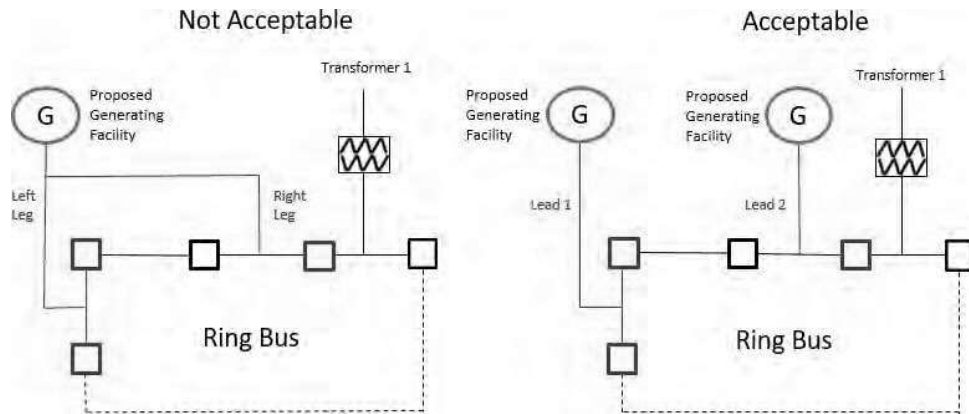 Not Acceptable
Transformer 1
G
Proposed
Generating
Facility
Left
Leg
Right
Leg
Ring Bus
Acceptable
Transformer 1
Proposed
Generating
Facility
G
Proposed
Generating
Facility
G
Lead 1
Lead 2
Ring Bus